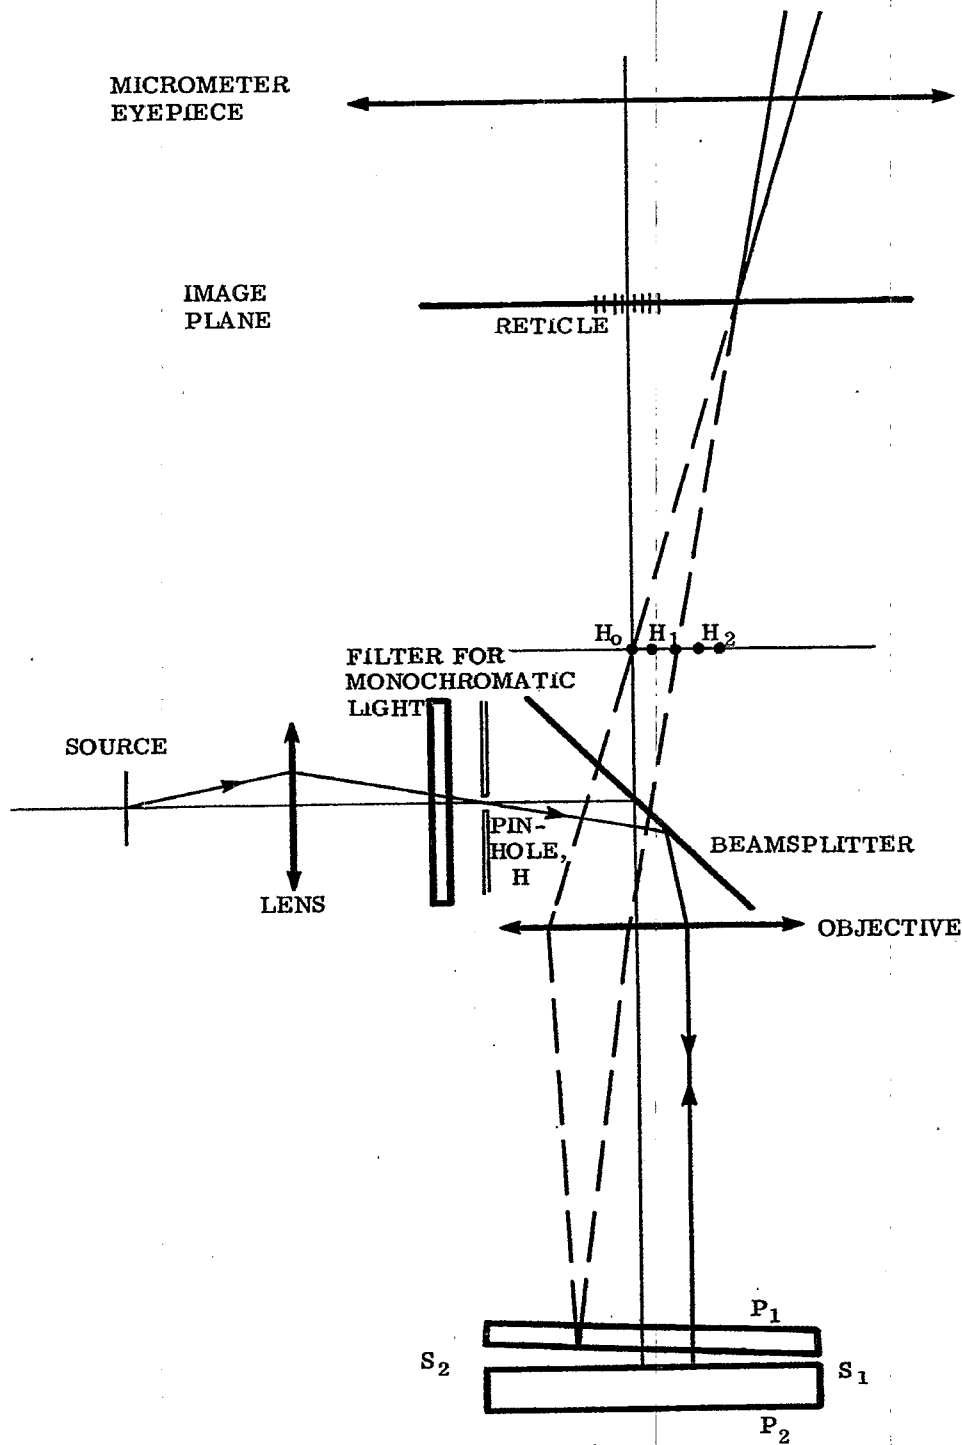 MICROMETER
EYEPIECE
IMAGE
PLANE
RETICLE
H₀ H₁ H₂
FILTER FOR
MONOCHROMATIC
LIGHT
SOURCE
PIN-
HOLE,
H
BEAMSPLITTER
LENS
OBJECTIVE
P₁
S₂
S₁
P₂